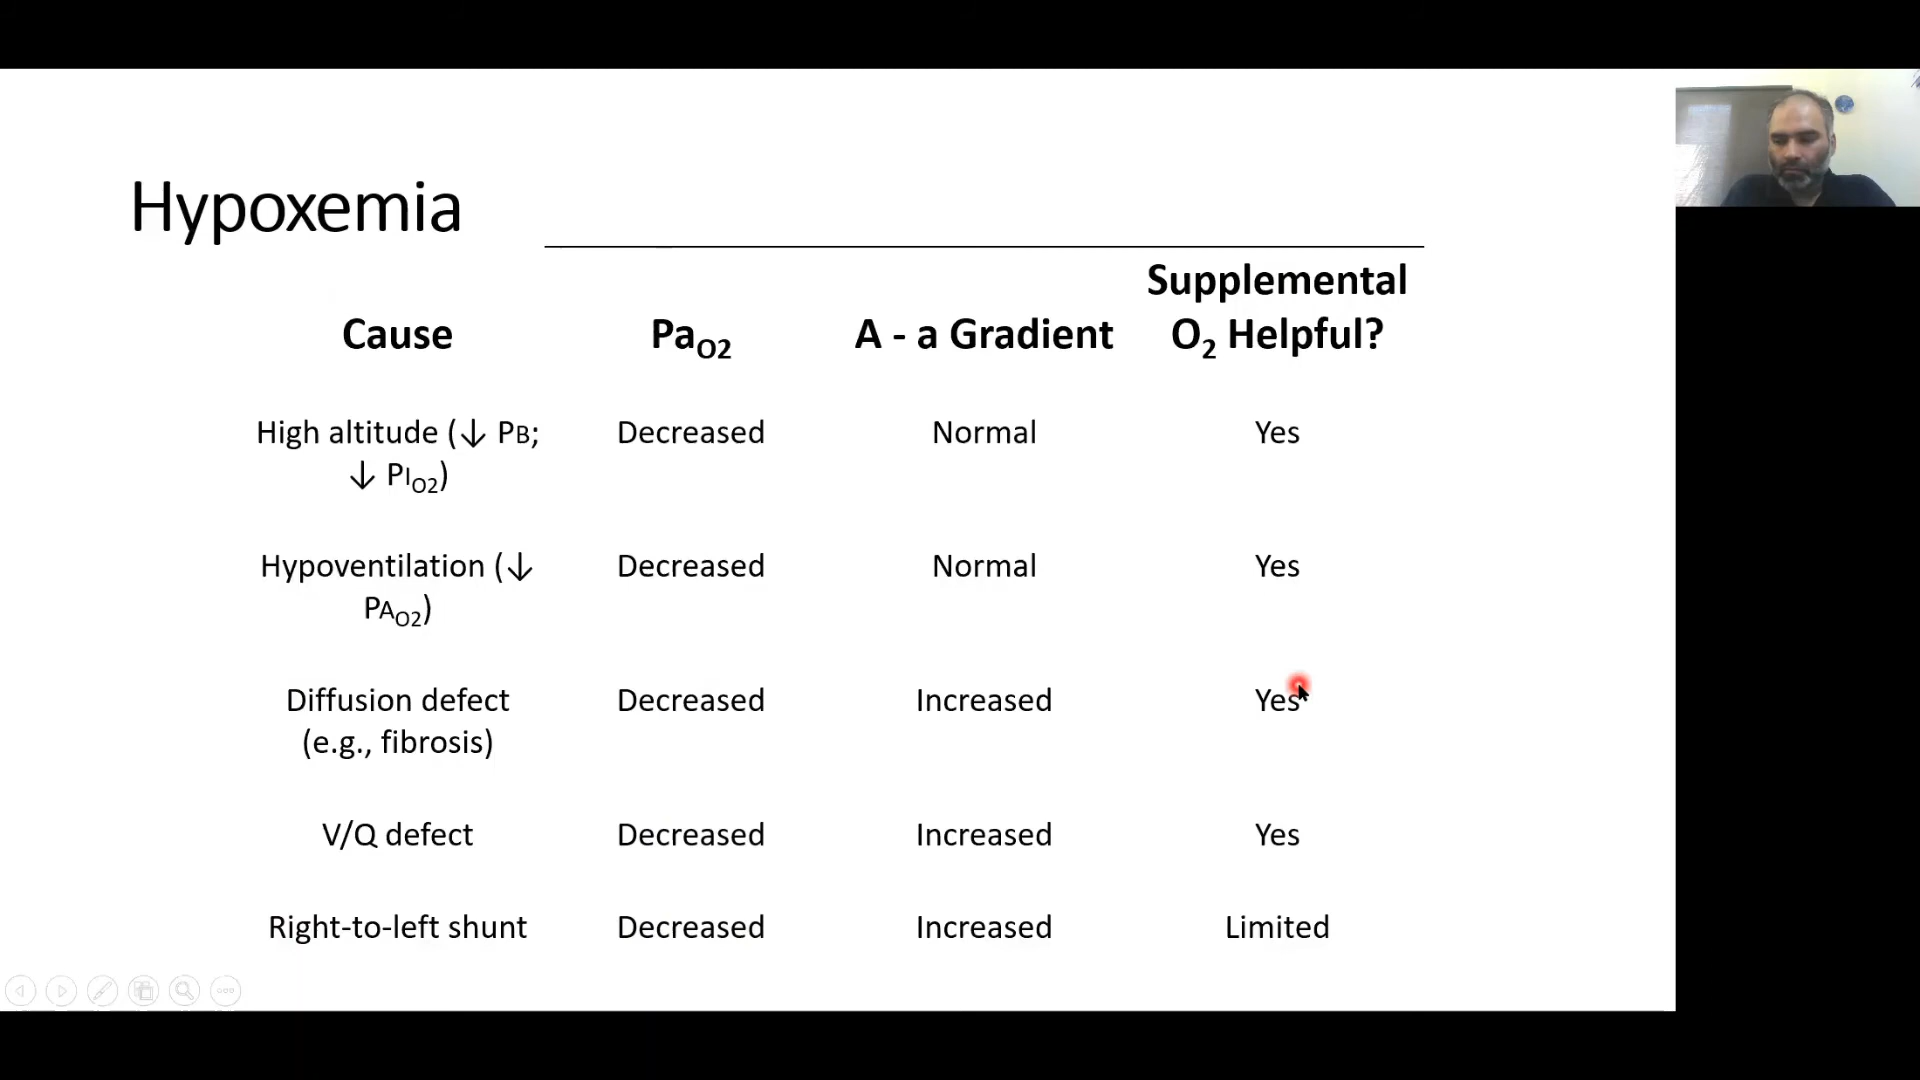 Hypoxemia
Supplemental
Cause PaO2 A - a Gradient O2 Helpful?
High altitude (↓ PB; Decreased Normal Yes
↓ PIO2)
Hypoventilation (↓ Decreased Normal Yes
PAO2)
Diffusion defect Decreased Increased Yes
(e.g., fibrosis)
V/Q defect Decreased Increased Yes
Right-to-left shunt Decreased Increased Limited